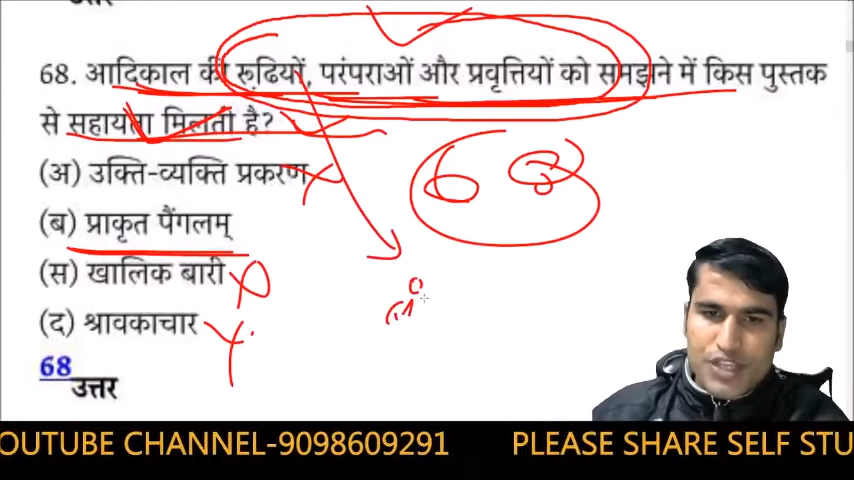 68. आदिकाल की रूढियों, परंपराओं और प्रवृत्तियों को समझने में किस पुस्तक
से सहायता मिलती है?
(अ) उक्ति-व्यक्ति प्रकरण
(ब) प्राकृत पैंगलम्
68
(स) खालिक बारी
(द) श्रावकाचार
68
उत्तर
OUTUBE CHANNEL-9098609291 PLEASE SHARE SELF STU